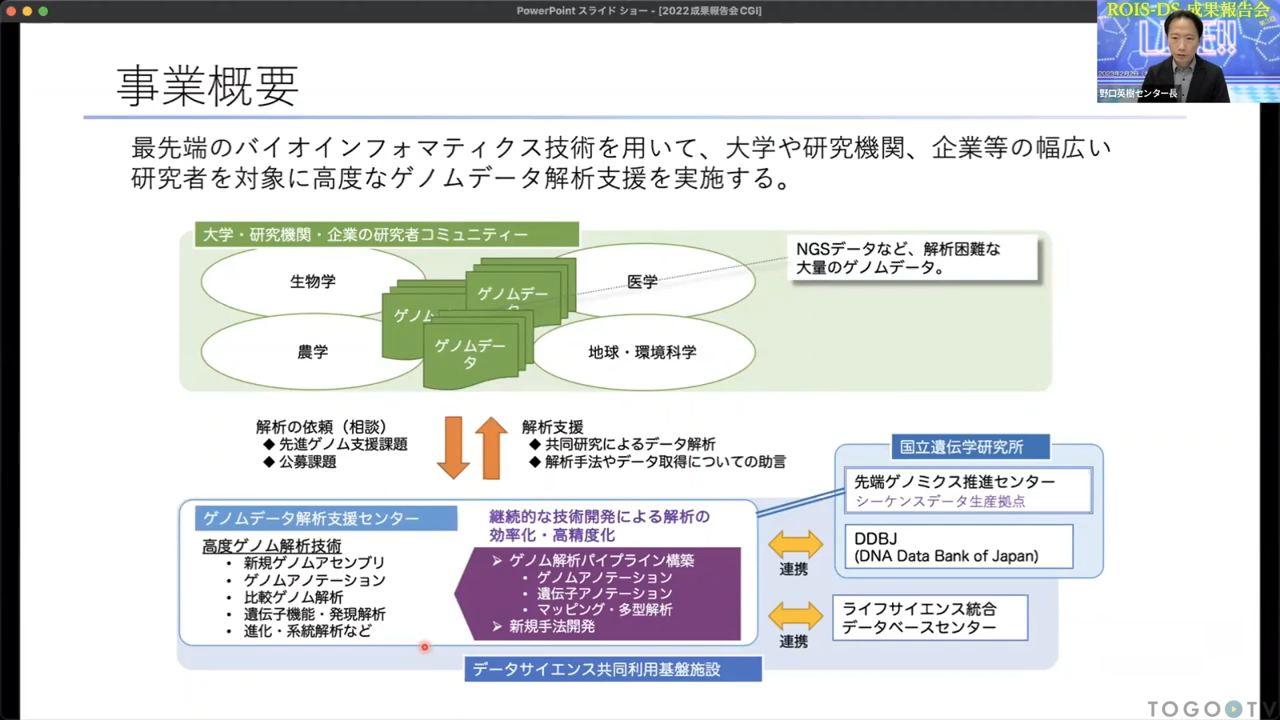 PowerPoint スライド ショー - [2022成果報告会CGI]
ROIS-DS 成果報告会
野口英樹センター長
事業概要
最先端のバイオインフォマティクス技術を用いて、大学や研究機関、企業等の幅広い
研究者を対象に高度なゲノムデータ解析支援を実施する。
大学・研究機関・企業の研究者コミュニティー
生物学
医学
農学
地球・環境科学
ゲノムデー
タ
ゲノム
ゲノムデー
タ
NGSデータなど、解析困難な
大量のゲノムデータ。
解析の依頼（相談）
◆ 先進ゲノム支援課題
◆ 公募課題
解析支援
◆ 共同研究によるデータ解析
◆ 解析手法やデータ取得についての助言
国立遺伝学研究所
先端ゲノミクス推進センター
シーケンスデータ生産拠点
DDBJ
(DNA Data Bank of Japan)
ゲノムデータ解析支援センター
高度ゲノム解析技術
• 新規ゲノムアセンブリ
• ゲノムアノテーション
• 比較ゲノム解析
• 遺伝子機能・発現解析
• 進化・系統解析など
継続的な技術開発による解析の
効率化・高精度化
➢ ゲノム解析パイプライン構築
• ゲノムアノテーション
• 遺伝子アノテーション
• マッピング・多型解析
➢ 新規手法開発
連携
連携
ライフサイエンス統合
データベースセンター
データサイエンス共同利用基盤施設
TOGO TV